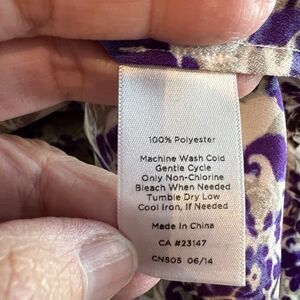 100% Polyester
Machine Wash Cold
Gentle Cycle
Only Non-Chlorine
Bleach When Needed
Tumble Dry Low
Cool Iron, If Needed
Made In China
CA #23147
CNS05 06/14